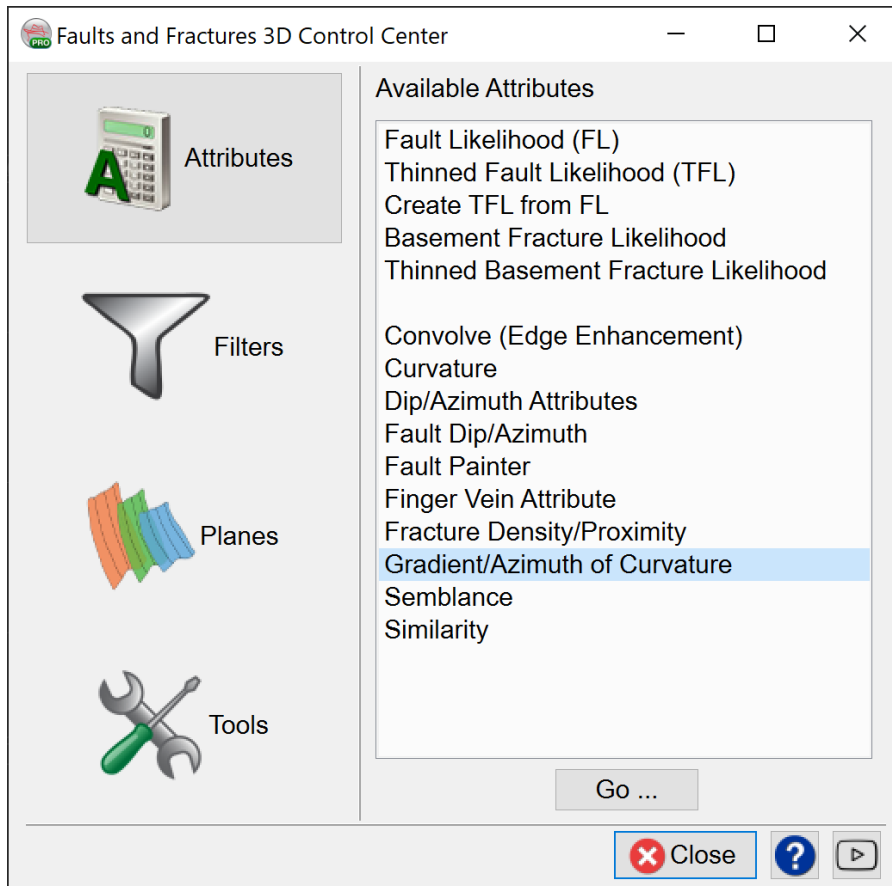 PRO
Faults and Fractures 3D Control Center
Attributes
A
Filters
Planes
Tools
Available Attributes
Fault Likelihood (FL)
Thinned Fault Likelihood (TFL)
Create TFL from FL
Basement Fracture Likelihood
Thinned Basement Fracture Likelihood
Convolve (Edge Enhancement)
Curvature
Dip/Azimuth Attributes
Fault Dip/Azimuth
Fault Painter
Finger Vein Attribute
Fracture Density/Proximity
Gradient/Azimuth of Curvature
Semblance
Similarity
Go ...
Close
?